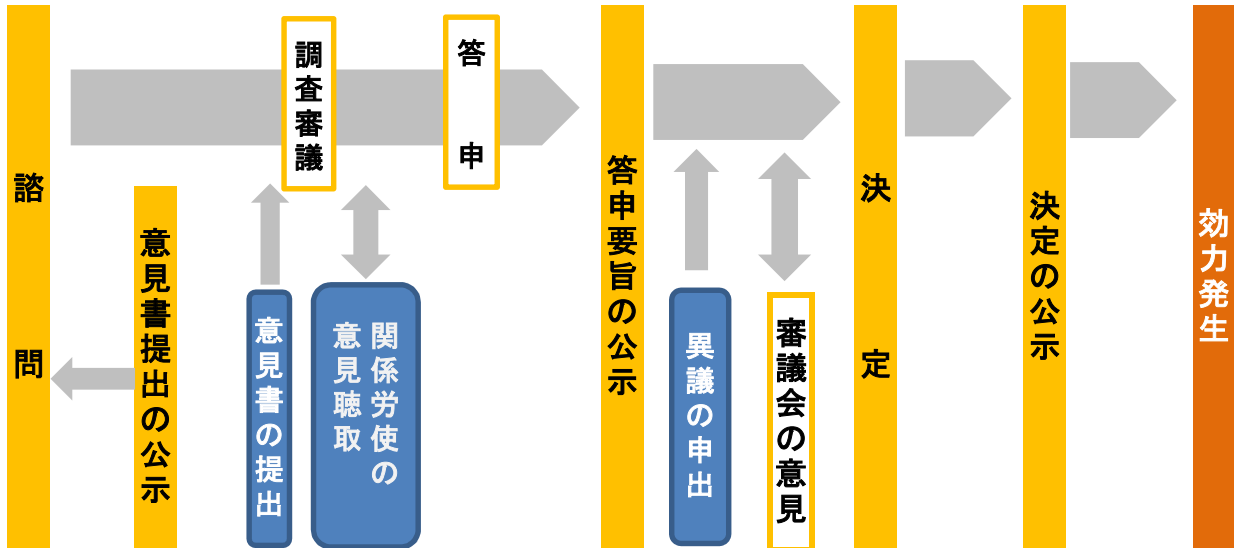 諮問
意見書提出の公示
調査審議
意見書の提出
関係労使の
意見聴取
答申
答申要旨の公示
異議の申出
審議会の意見
決定
決定の公示
効力発生